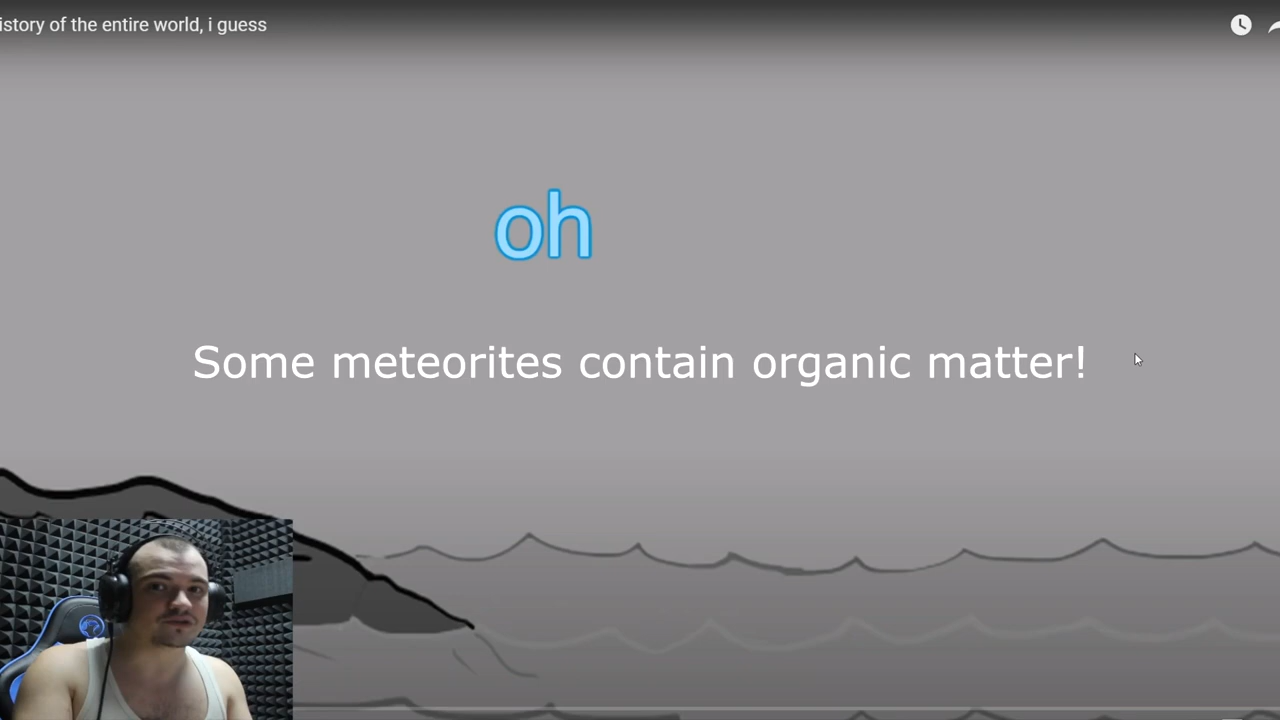 istory of the entire world, i guess
oh
Some meteorites contain organic matter!